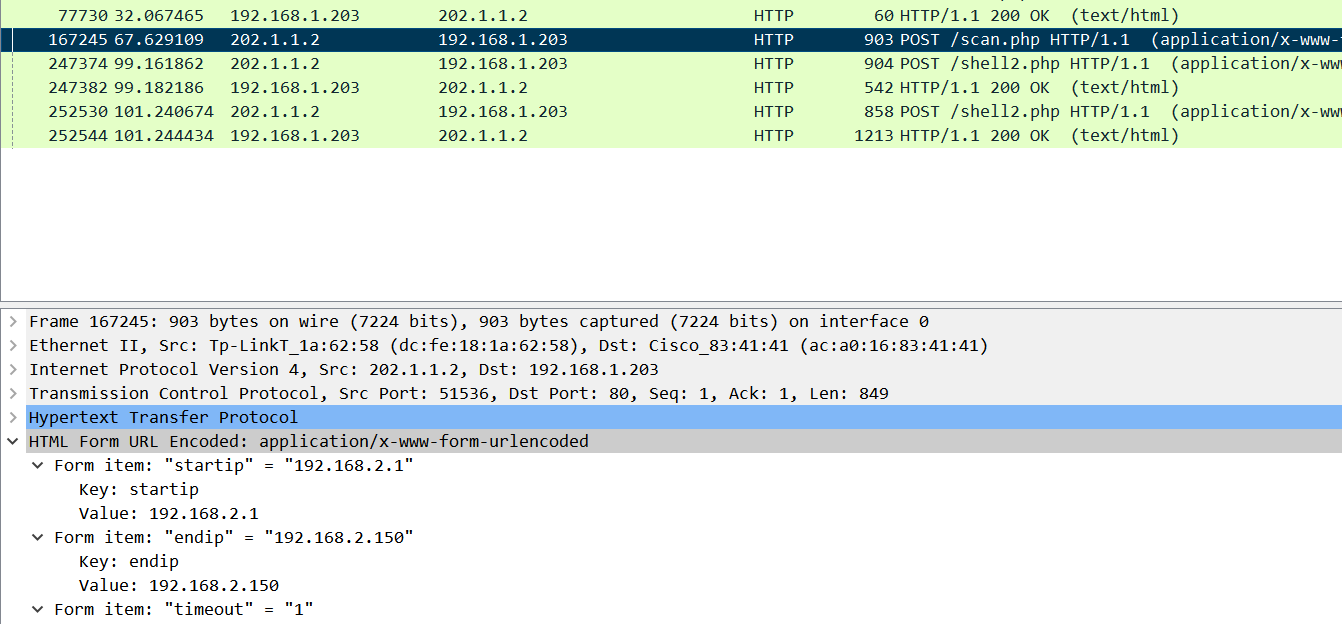 77730 32.067465 192.168.1.203 202.1.1.2 HTTP 60 HTTP/1.1 200 OK (text/html)
167245 67.629109 202.1.1.2 192.168.1.203 HTTP 903 POST /scan.php HTTP/1.1 (application/x-www-
247374 99.161862 202.1.1.2 192.168.1.203 HTTP 904 POST /shell2.php HTTP/1.1 (application/x-ww
247382 99.182186 192.168.1.203 202.1.1.2 HTTP 542 HTTP/1.1 200 OK (text/html)
252530 101.240674 202.1.1.2 192.168.1.203 HTTP 858 POST /shell2.php HTTP/1.1 (application/x-ww
252544 101.244434 192.168.1.203 202.1.1.2 HTTP 1213 HTTP/1.1 200 OK (text/html)
Frame 167245: 903 bytes on wire (7224 bits), 903 bytes captured (7224 bits) on interface 0
Ethernet II, Src: Tp-LinkT_1a:62:58 (dc:fe:18:1a:62:58), Dst: Cisco_83:41:41 (ac:a0:16:83:41:41)
Internet Protocol Version 4, Src: 202.1.1.2, Dst: 192.168.1.203
Transmission Control Protocol, Src Port: 51536, Dst Port: 80, Seq: 1, Ack: 1, Len: 849
Hypertext Transfer Protocol
HTML Form URL Encoded: application/x-www-form-urlencoded
Form item: "startip" = "192.168.2.1"
Key: startip
Value: 192.168.2.1
Form item: "endip" = "192.168.2.150"
Key: endip
Value: 192.168.2.150
Form item: "timeout" = "1"